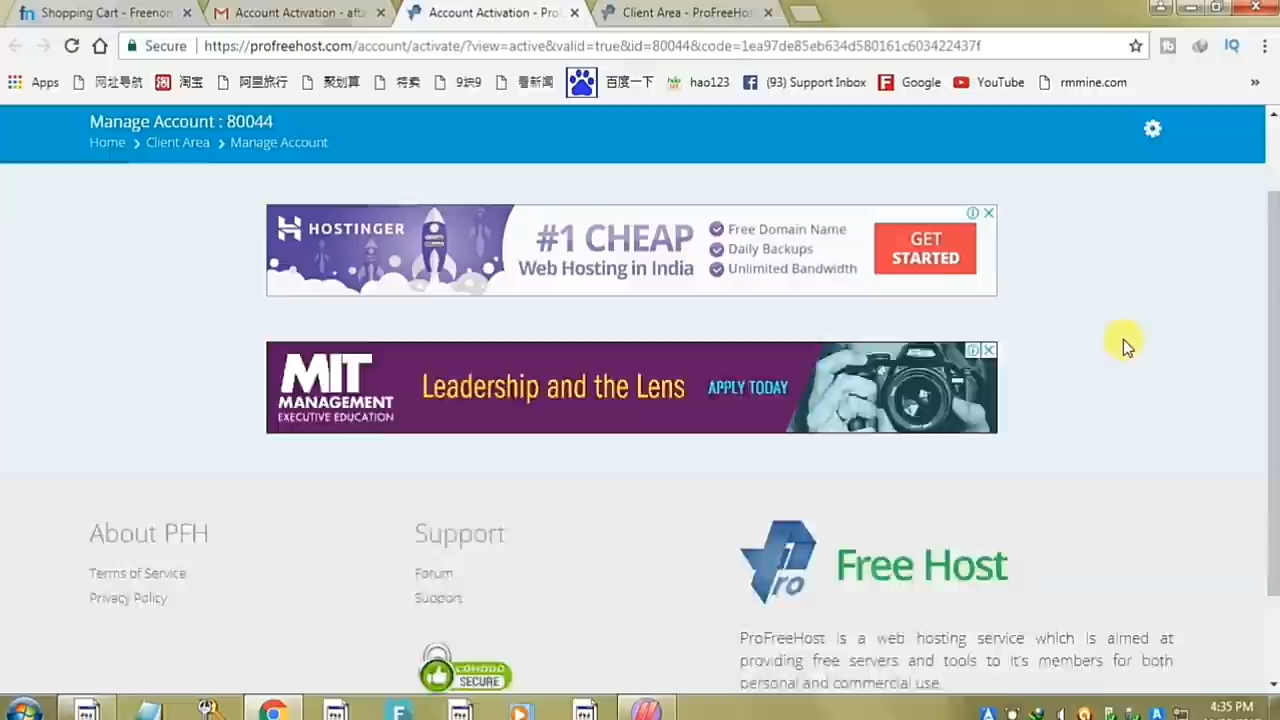 Shopping Cart - Freenom
Account Activation - afta
Account Activation - Pro
Client Area - ProFreeHos
Secure
https://profreehost.com/account/activate/?view=active&valid=true&id=80044&code=1ea97de85eb634d580161c603422437f
IQ
Apps 网址导航 淘宝 阿里旅行 聚划算 特卖 9块9 看新闻 百度一下 hao123 (93) Support Inbox Google YouTube rmmine.com »
Manage Account : 80044
Home Client Area Manage Account
HOSTINGER
#1 CHEAP
Web Hosting in India
Free Domain Name
Daily Backups
Unlimited Bandwidth
GET
STARTED
MIT
MANAGEMENT
EXECUTIVE EDUCATION
Leadership and the Lens
APPLY TODAY
About PFH
Terms of Service
Privacy Policy
Support
Forum
Support
COMODO
SECURE
Pro
Free Host
ProFreeHost is a web hosting service which is aimed at
providing free servers and tools to it's members for both
personal and commercial use.
4:35 PM